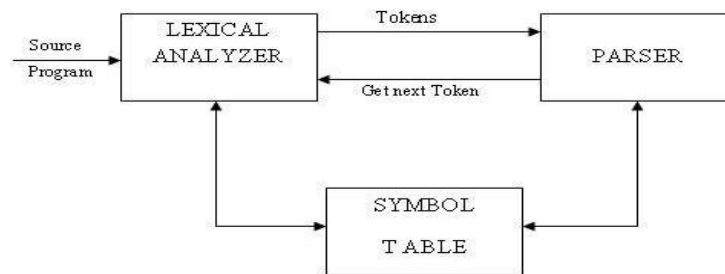 Source
Program
LEXICAL
ANALYZER
Tokens
Get next Token
PARSER
SYMBOL
TABLE